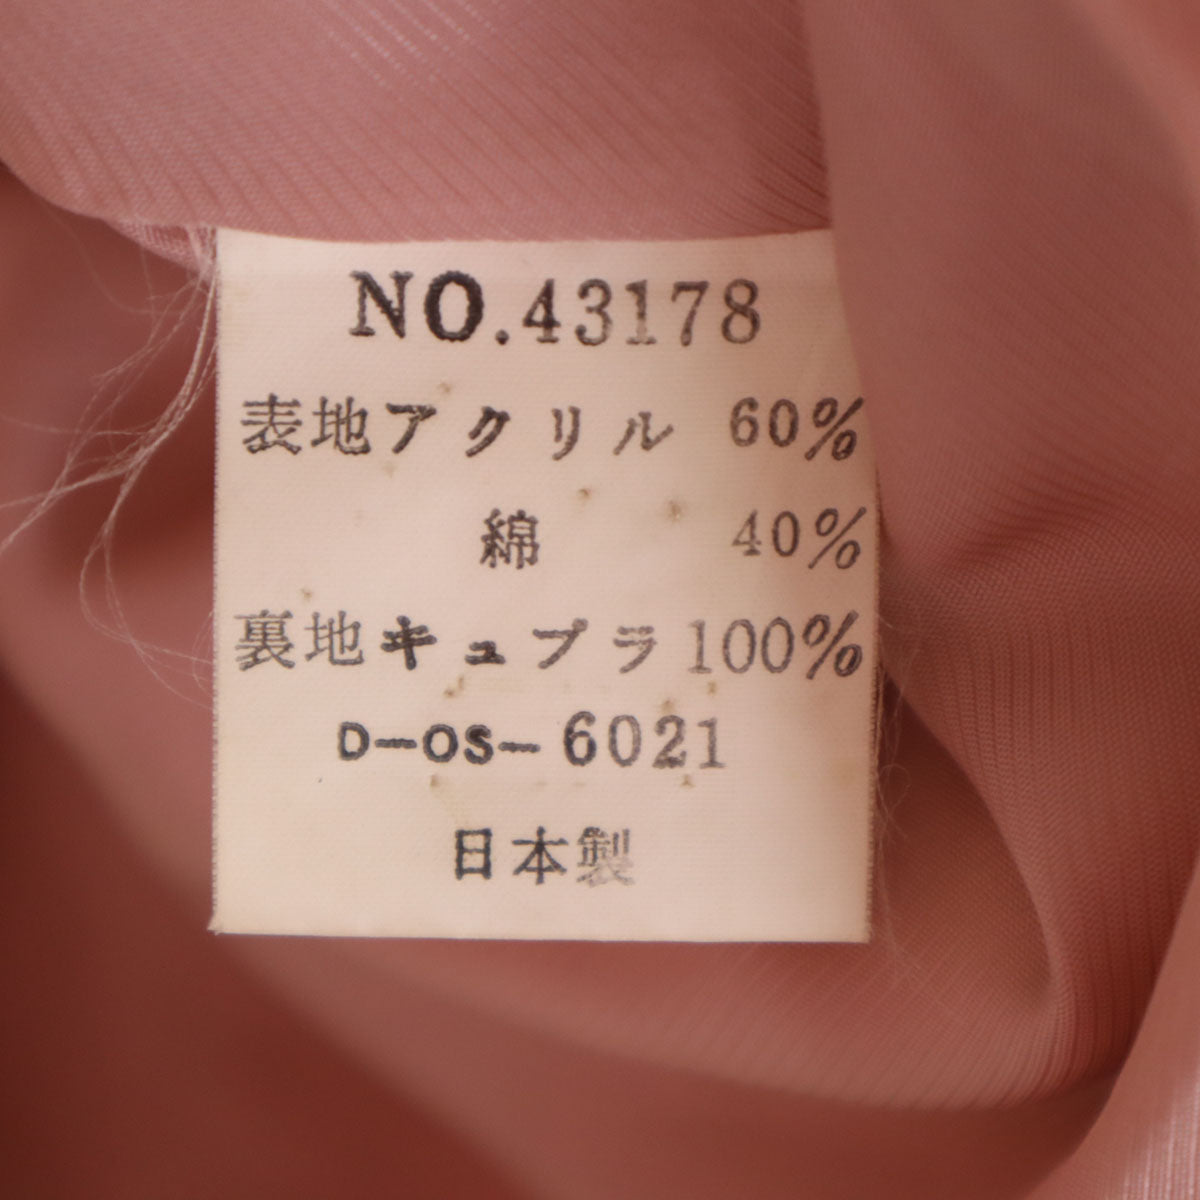 NO.43178
表地アクリル 60%
綿 40%
裏地キュプラ100%
D-OS-6021
日本製